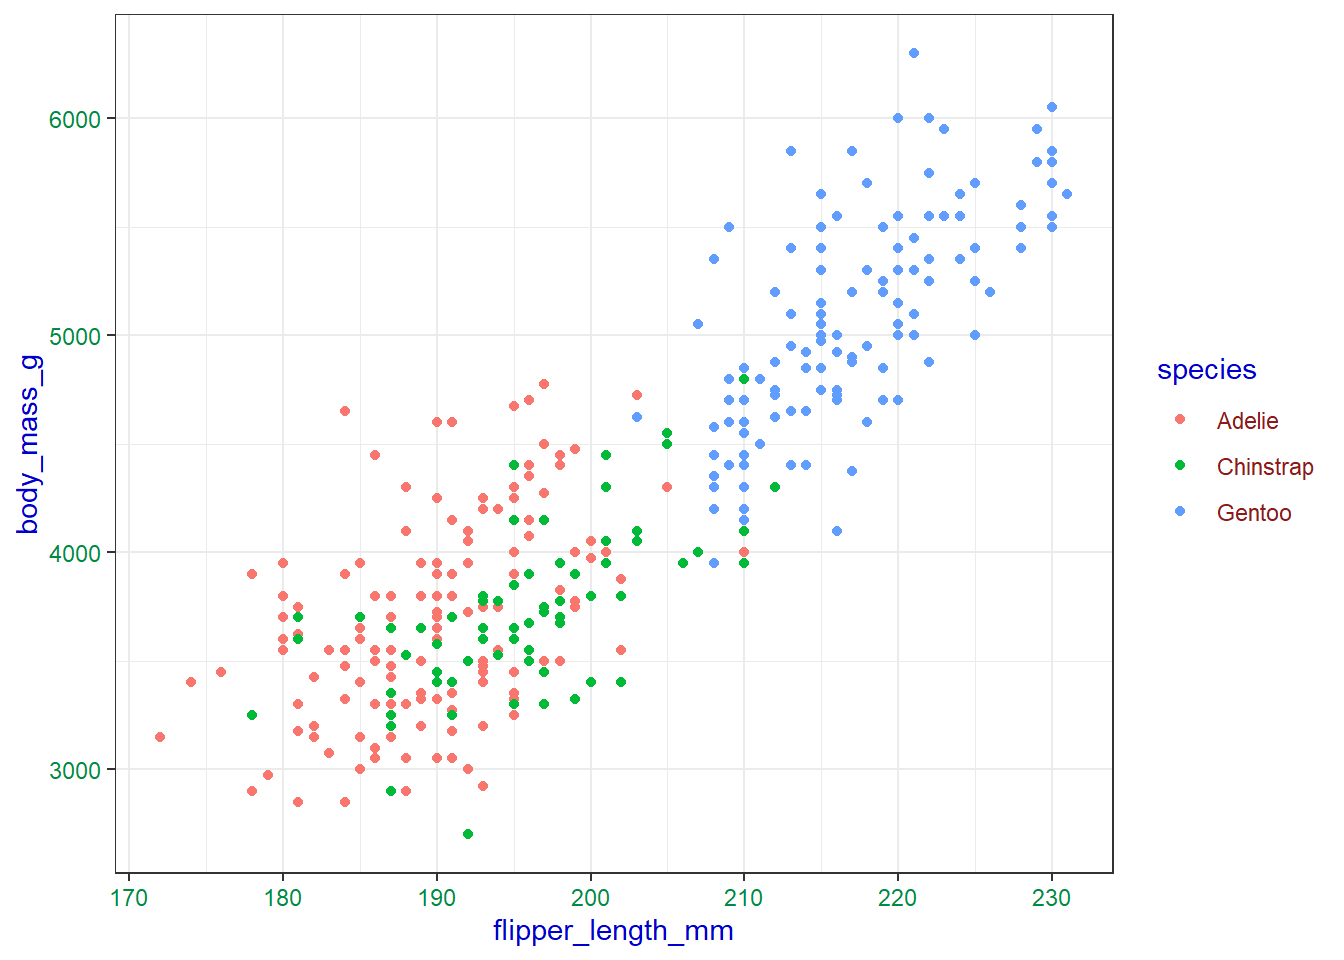 6000
5000
4000
3000
body_mass_g
170 180 190 200 210 220 230
flipper_length_mm
species
Adelie
Chinstrap
Gentoo